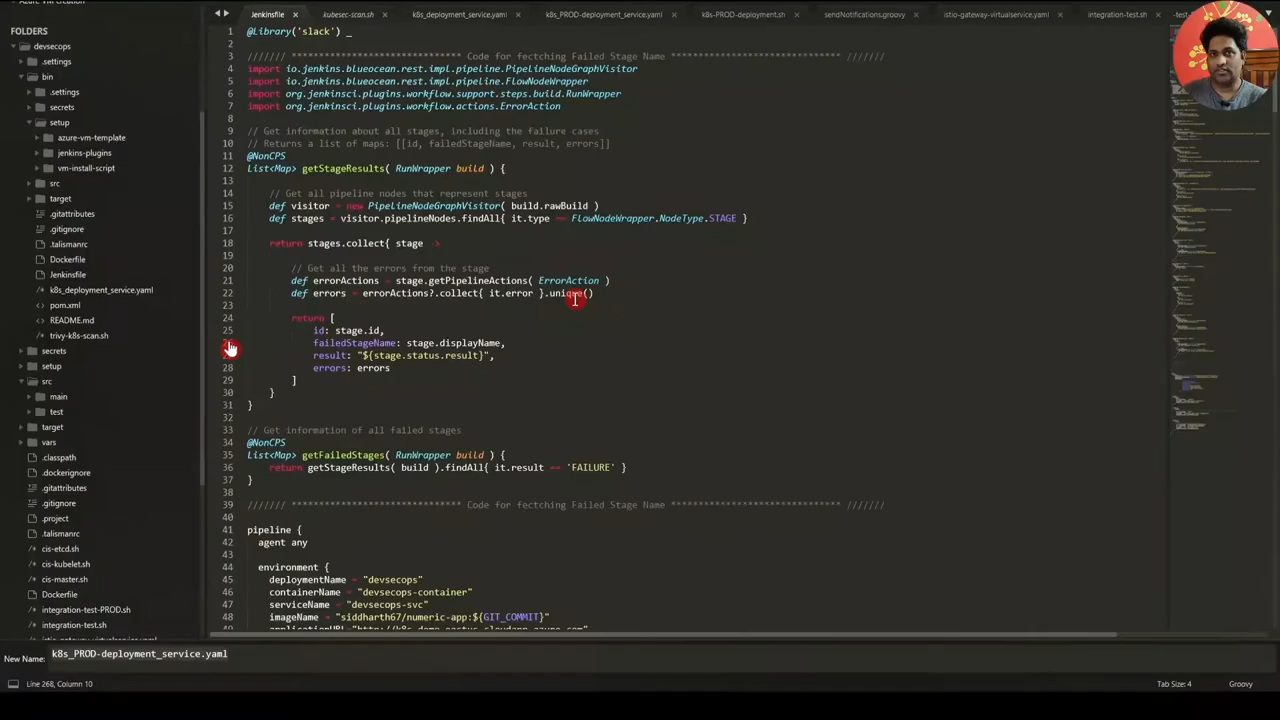 Azure VM Creation
Jenkinsfile
kubesec-scan.sh
k8s_deployment_service.yaml
k8s_PROD-deployment_service.yaml
k8s-PROD-deployment.sh
sendNotifications.groovy
istio-gateway-virtualservice.yaml
integration-test.sh
FOLDERS
devsecops
.settings
bin
.settings
secrets
setup
azure-vm-template
jenkins-plugins
vm-install-script
src
target
.gitattributes
.gitignore
.talismanrc
Dockerfile
Jenkinsfile
k8s_deployment_service.yaml
pom.xml
README.md
trivy-k8s-scan.sh
secrets
setup
src
main
test
target
vars
.classpath
.dockerignore
.gitattributes
.gitignore
.project
.talismanrc
cis-etcd.sh
cis-kubelet.sh
cis-master.sh
Dockerfile
integration-test-PROD.sh
integration-test.sh
istio-gateway-virtualservice.yaml
1 @Library('slack') _
2
3 /////// ******************************* Code for fectching Failed Stage Name ******************************* ///////
4 import io.jenkins.blueocean.rest.impl.pipeline.PipelineNodeGraphVisitor
5 import io.jenkins.blueocean.rest.impl.pipeline.FlowNodeWrapper
6 import org.jenkinsci.plugins.workflow.support.steps.build.RunWrapper
7 import org.jenkinsci.plugins.workflow.actions.ErrorAction
8
9 // Get information about all stages, including the failure cases
10 // Returns a list of maps: [[id, failedStageName, result, errors]]
11 @NonCPS
12 List<Map> getStageResults( RunWrapper build ) {
13
14 // Get all pipeline nodes that represent stages
15 def visitor = new PipelineNodeGraphVisitor( build.rawBuild )
16 def stages = visitor.pipelineNodes.findAll{ it.type == FlowNodeWrapper.NodeType.STAGE }
17
18 return stages.collect{ stage ->
19
20 // Get all the errors from the stage
21 def errorActions = stage.getPipelineActions( ErrorAction )
22 def errors = errorActions?.collect{ it.error }.unique()
23
24 return [
25 id: stage.id,
failedStageName: stage.displayName,
result: "${stage.status.result}",
28 errors: errors
29 ]
30 }
31 }
32
33 // Get information of all failed stages
34 @NonCPS
35 List<Map> getFailedStages( RunWrapper build ) {
36 return getStageResults( build ).findAll{ it.result == 'FAILURE' }
37 }
38
39 /////// ******************************* Code for fectching Failed Stage Name ******************************* ///////
40
41 pipeline {
42 agent any
43
44 environment {
45 deploymentName = "devsecops"
46 containerName = "devsecops-container"
47 serviceName = "devsecops-svc"
48 imageName = "siddharth67/numeric-app:${GIT_COMMIT}"
applicationURL="http://k8s-demo.eastus.cloudapp.azure.com"
New Name: k8s_PROD-deployment_service.yaml
Line 268, Column 10
Tab Size: 4
Groovy